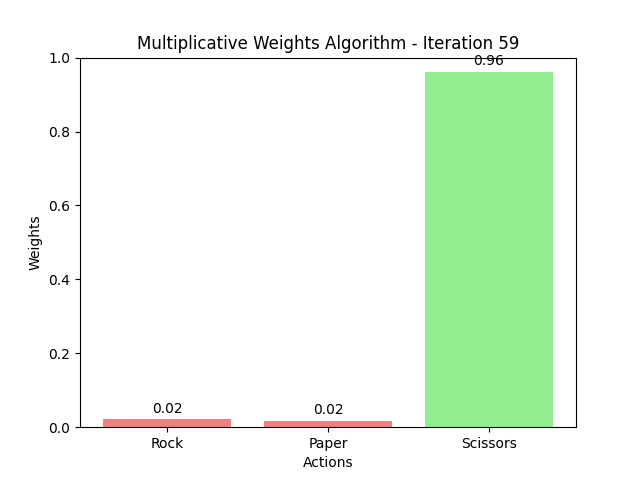 Multiplicative Weights Algorithm - Iteration 59
1.0
0.8
0.6
0.4
0.2
0.0
Weights
0.02
0.02
0.96
Rock
Paper
Scissors
Actions